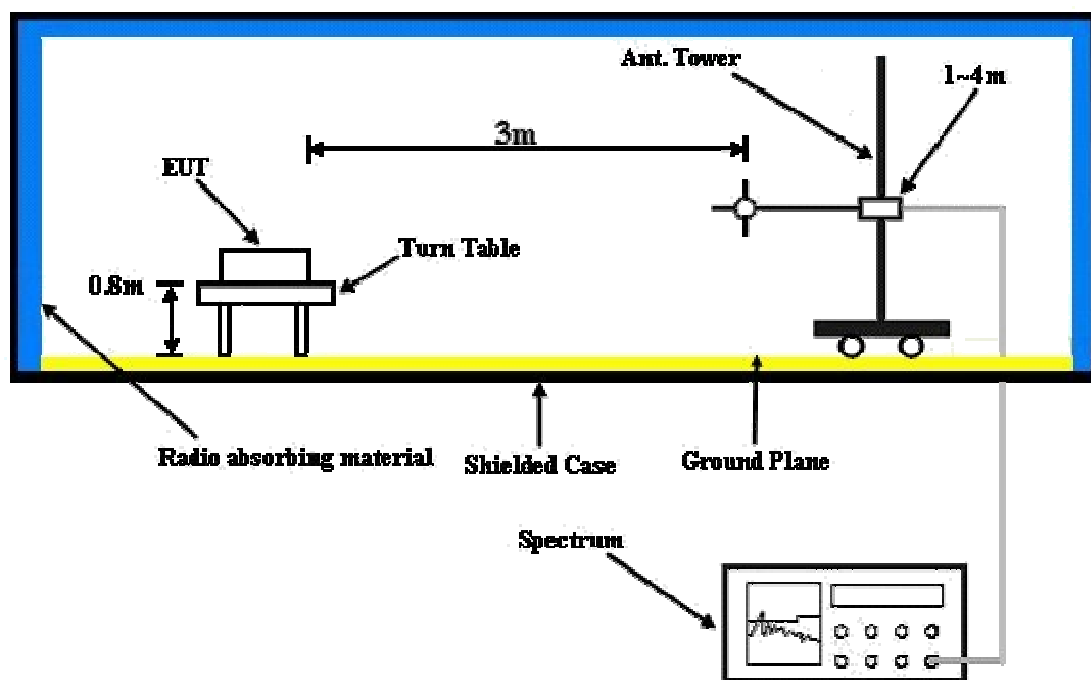 Ant. Tower
1~4m
3m
EUT
Turn Table
0.8m
Radio absorbing material
Shielded Case
Ground Plane
Spectrum